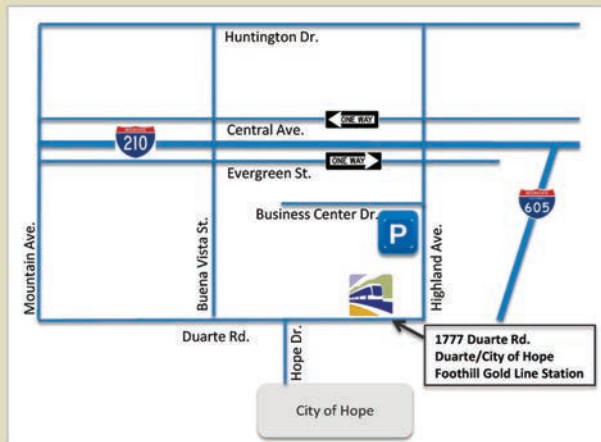 Huntington Dr.
ONE WAY
Central Ave.
INTERSTATE
210
ONE WAY
Evergreen St.
INTERSTATE
605
Business Center Dr.
P
Mountain Ave.
Buena Vista St.
Highland Ave.
Duarte Rd.
Hope Dr.
1777 Duarte Rd.
Duarte/City of Hope
Foothill Gold Line Station
City of Hope